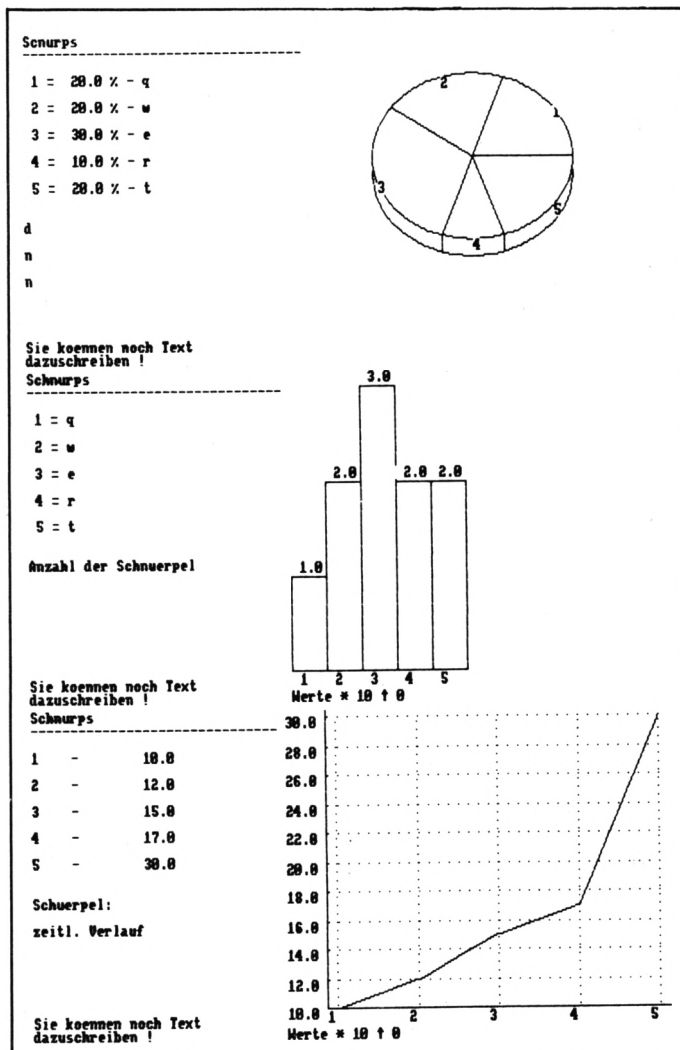 Scnurps
1 = 20.0 % - q
2 = 20.0 % - w
3 = 30.0 % - e
4 = 10.0 % - r
5 = 20.0 % - t
d
n
n
2
1
3
5
4
Sie koennen noch Text
dazuschreiben !
Schnurps
1 = q
2 = w
3 = e
4 = r
5 = t
Anzahl der Schnuerpel
3.0
2.0 2.0 2.0
1.0
1 2 3 4 5
Werte * 10 ↑ 0
Sie koennen noch Text
dazuschreiben !
Schnurps
1 - 10.0
2 - 12.0
3 - 15.0
4 - 17.0
5 - 30.0
Schuerpel:
zeitl. Verlauf
30.0
28.0
26.0
24.0
22.0
20.0
18.0
16.0
14.0
12.0
10.0
1 2 3 4 5
Werte * 10 ↑ 0
Sie koennen noch Text
dazuschreiben !